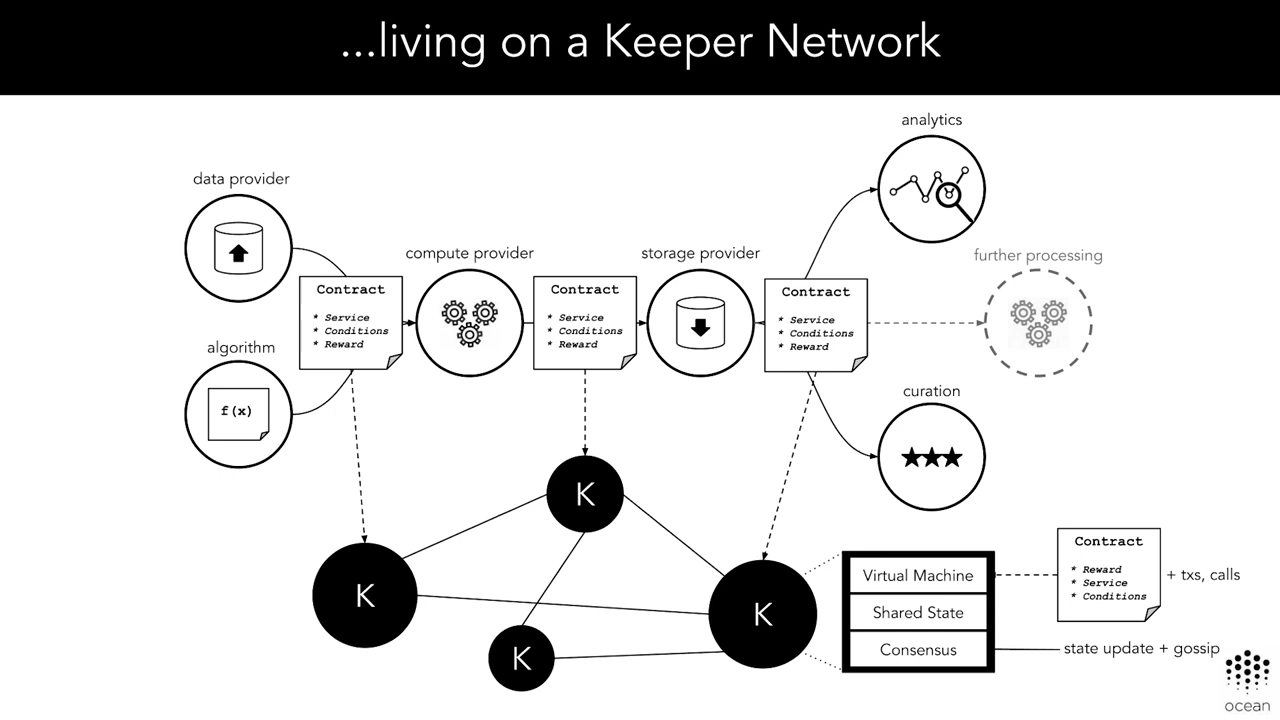 ...living on a Keeper Network
analytics
data provider
compute provider
storage provider
further processing
Contract
* Service
* Conditions
* Reward
Contract
* Service
* Conditions
* Reward
Contract
* Service
* Conditions
* Reward
algorithm
f(x)
curation
K
K
K
K
Virtual Machine
Shared State
Consensus
Contract
* Reward
* Service
* Conditions
+ txs, calls
state update + gossip
ocean